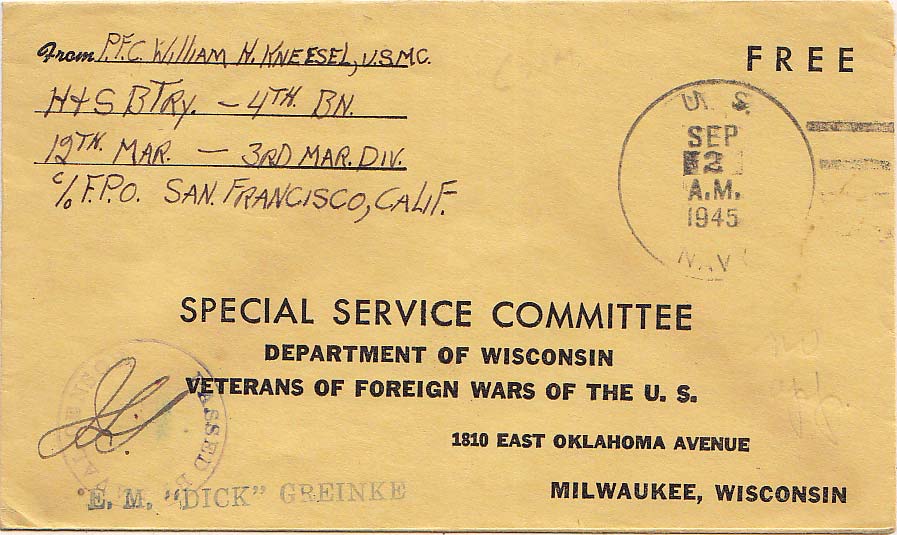 From P.F.C. WILLIAM H. KNEESEL, U.S.M.C.
H+S BTRY. – 4TH. BN.
12TH. MAR. – 3RD MAR. DIV.
c/o F.P.O. SAN. FRANCISCO, CALIF.
FREE
U. S.
SEP
2
A.M.
1945
NAVY
SPECIAL SERVICE COMMITTEE
DEPARTMENT OF WISCONSIN
VETERANS OF FOREIGN WARS OF THE U. S.
1810 EAST OKLAHOMA AVENUE
MILWAUKEE, WISCONSIN
PASSED
E. M. "DICK" GREINKE